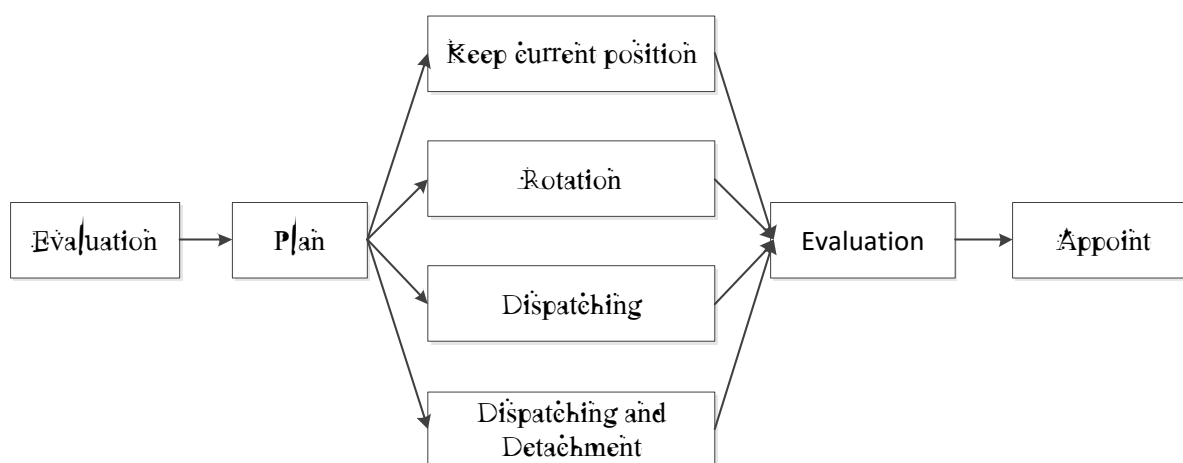 Keep current position
Rotation
Evaluation
Plan
Evaluation
Appoint
Dispatching
Dispatching and
Detachment